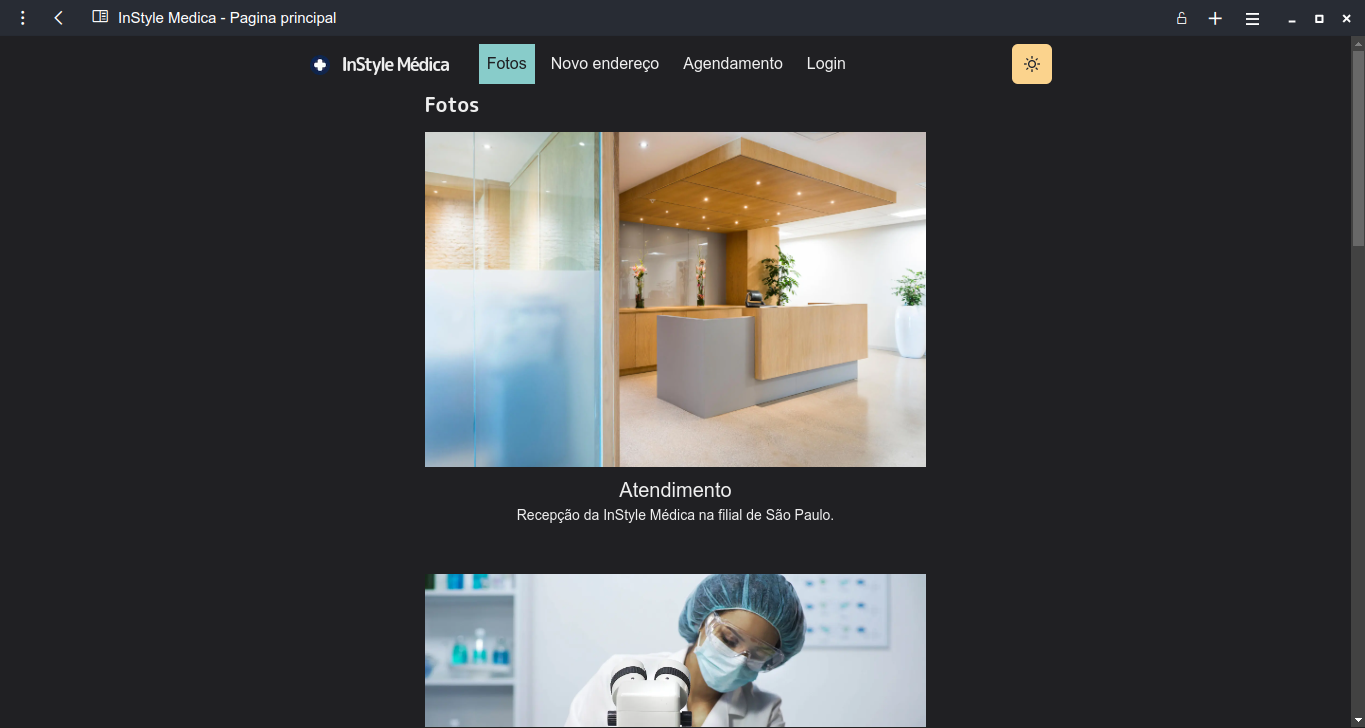 InStyle Medica - Pagina principal
InStyle Médica
Fotos
Novo endereço
Agendamento
Login
Fotos
Atendimento
Recepção da InStyle Médica na filial de São Paulo.